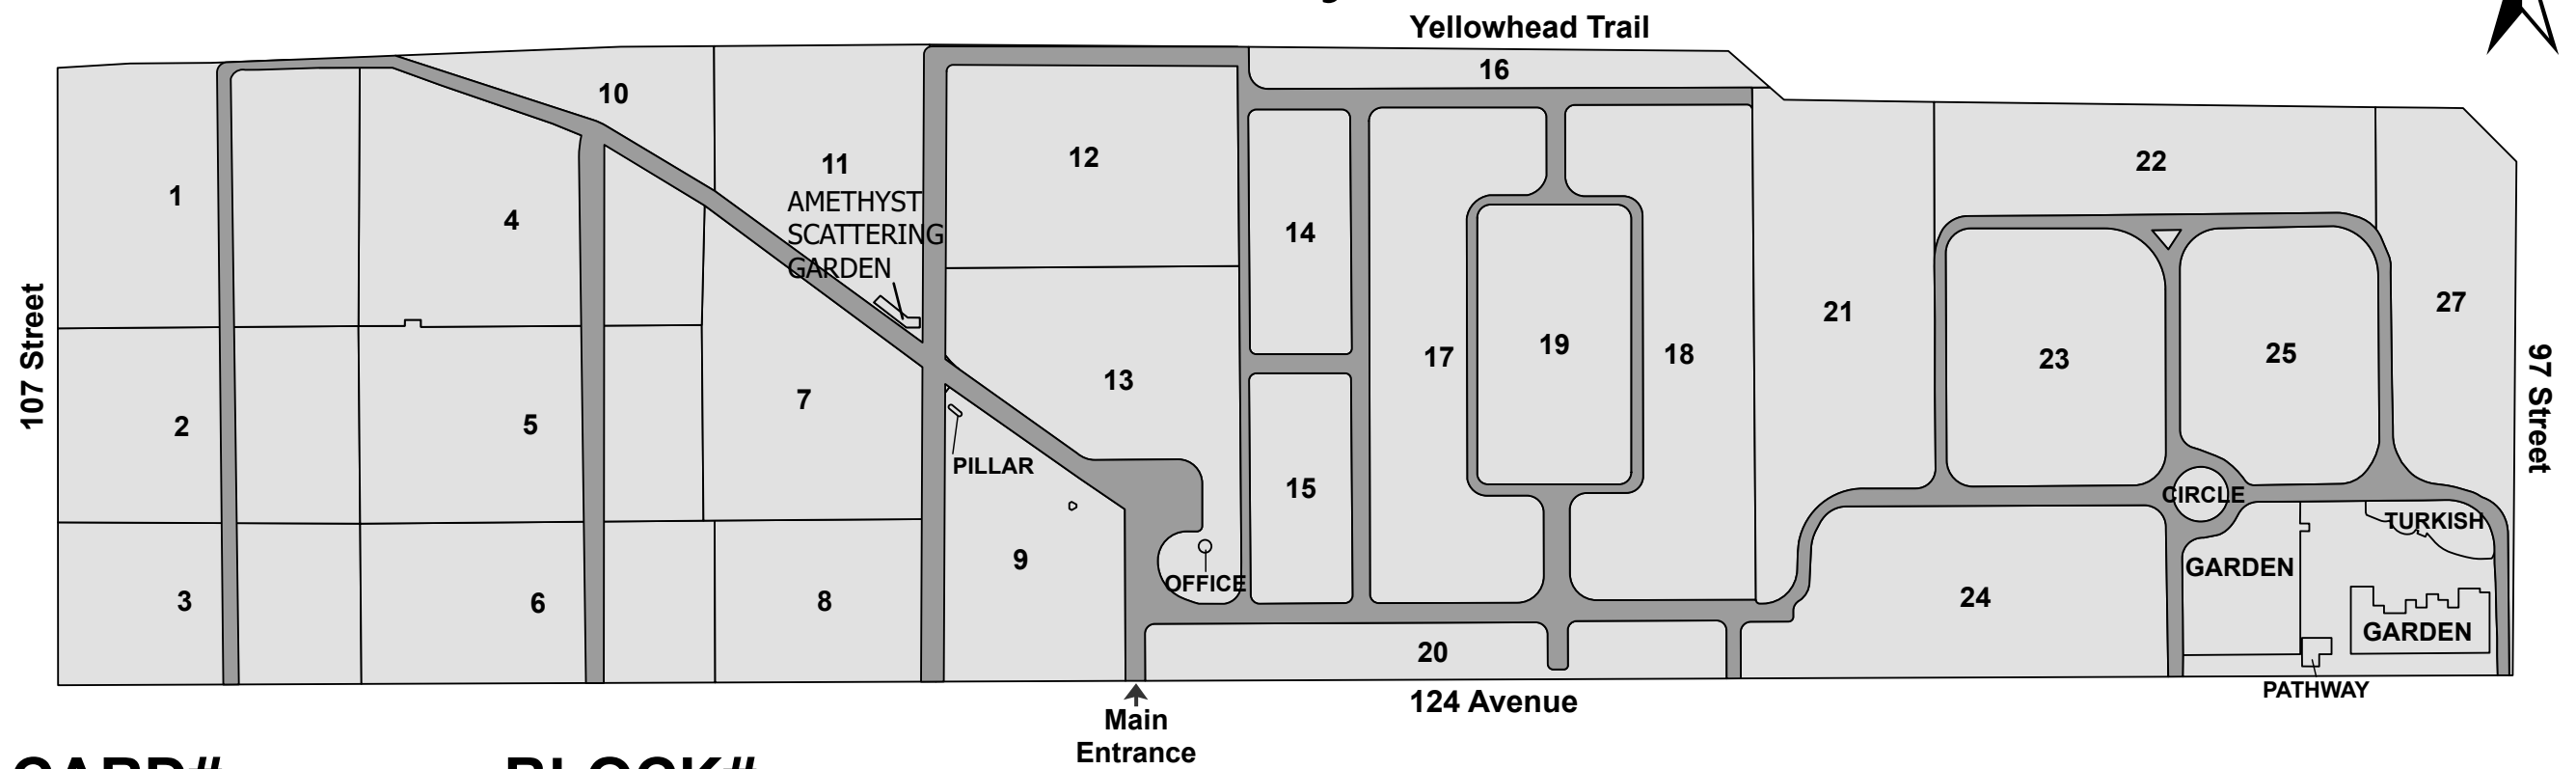 Yellowhead Trail
16
10
12
22
11
1
AMETHYST
SCATTERING
GARDEN
4
14
27
21
107 Street
19
18
17
25
23
13
7
97 Street
5
2
PILLAR
15
CIRCLE
TURKISH
9
GARDEN
OFFICE
24
3
6
8
GARDEN
20
PATHWAY
124 Avenue
Main
Entrance